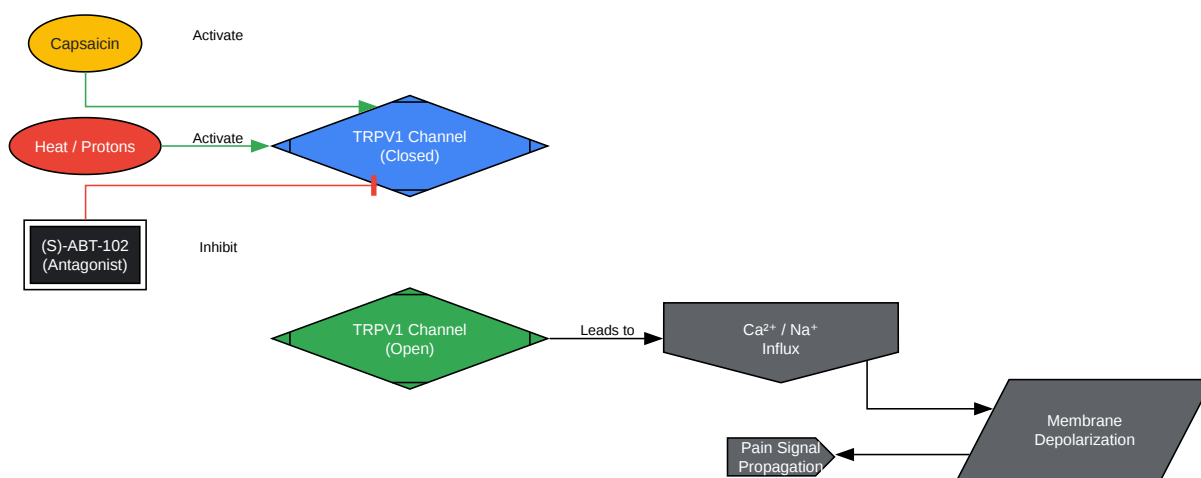 Capsaicin
Activate
Heat / Protons
Activate
TRPV1 Channel
(Closed)
(S)-ABT-102
(Antagonist)
Inhibit
TRPV1 Channel
(Open)
Leads to
Ca²⁺ / Na⁺
Influx
Membrane
Depolarization
Pain Signal
Propagation